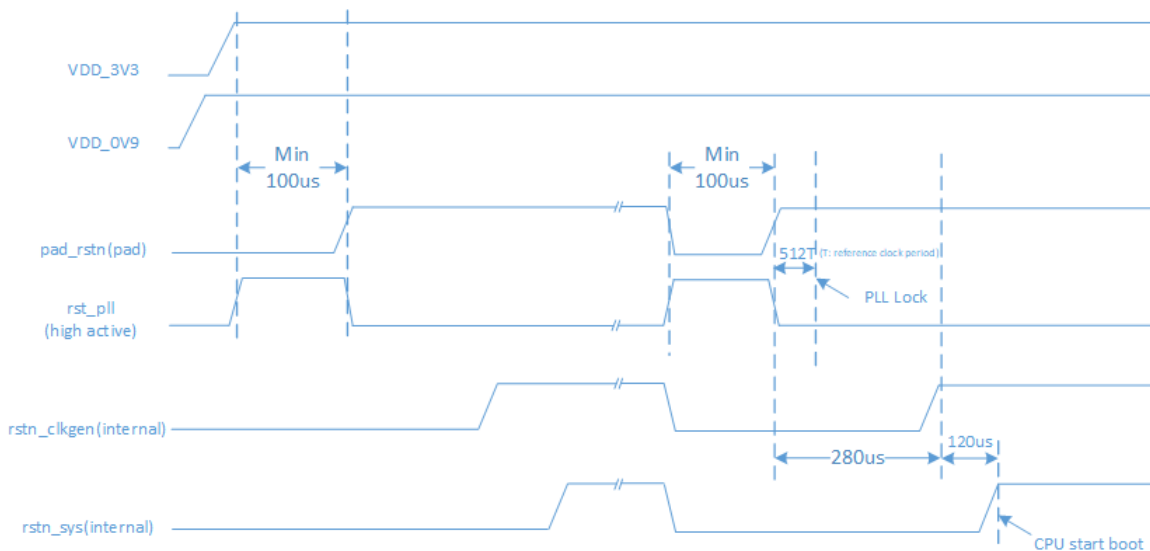 VDD_3V3
VDD_0V9
Min
100us
Min
100us
pad_rstn(pad)
512T (T: reference clock period)
rst_pll
(high active)
PLL Lock
rstn_clkgen(internal)
280us
120us
rstn_sys(internal)
CPU start boot